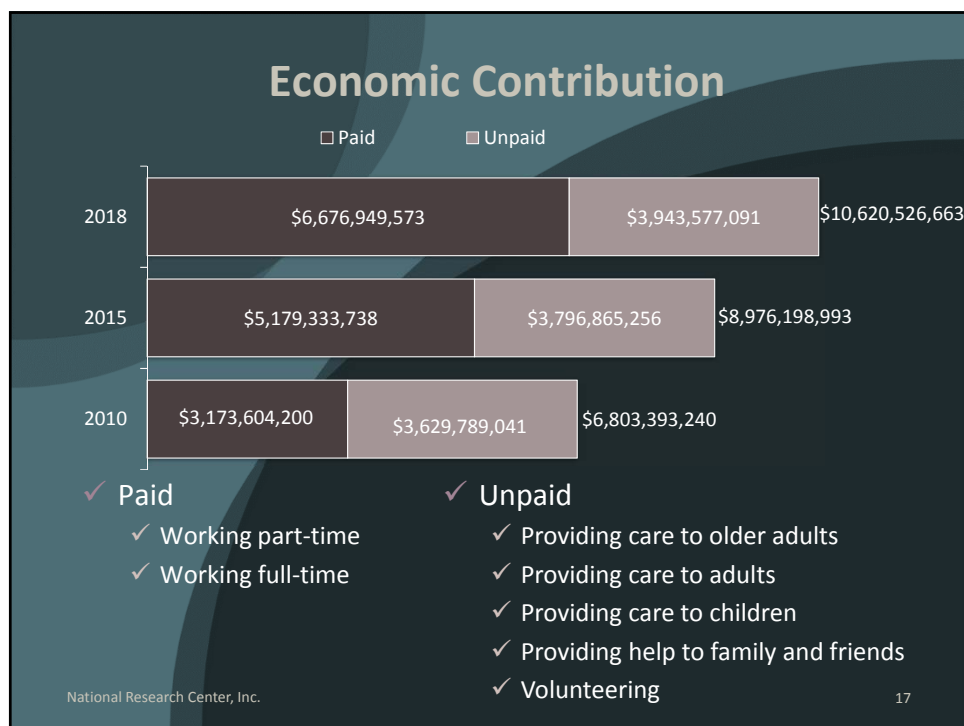 Economic Contribution
Paid Unpaid
2018 $6,676,949,573 $3,943,577,091 $10,620,526,663
2015 $5,179,333,738 $3,796,865,256 $8,976,198,993
2010 $3,173,604,200 $3,629,789,041 $6,803,393,240
✓ Paid
✓ Working part-time
✓ Working full-time
✓ Unpaid
✓ Providing care to older adults
✓ Providing care to adults
✓ Providing care to children
✓ Providing help to family and friends
✓ Volunteering
National Research Center, Inc. 17